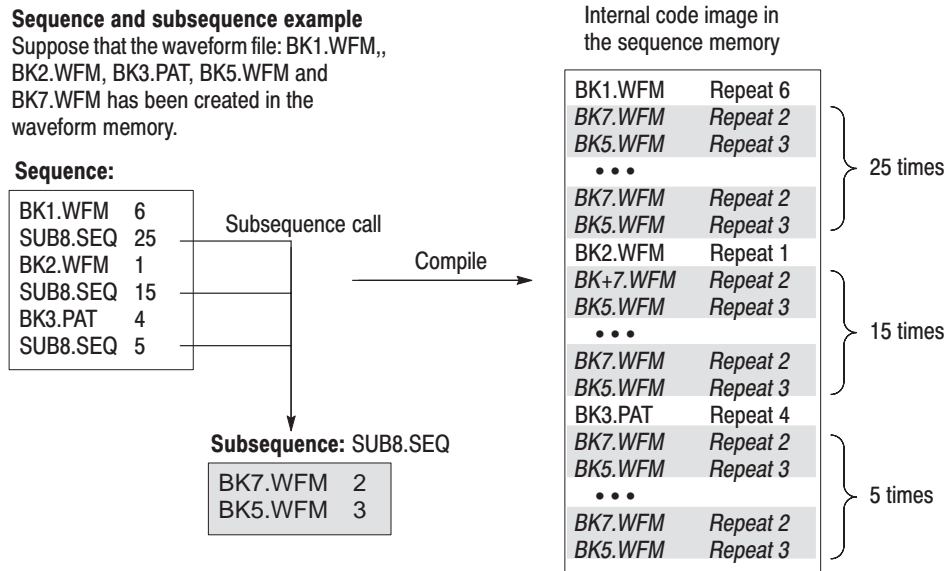 Sequence and subsequence example
Suppose that the waveform file: BK1.WFM,,
BK2.WFM, BK3.PAT, BK5.WFM and
BK7.WFM has been created in the
waveform memory.
Sequence:
BK1.WFM 6
SUB8.SEQ 25
BK2.WFM 1
SUB8.SEQ 15
BK3.PAT 4
SUB8.SEQ 5
Subsequence call
Subsequence: SUB8.SEQ
BK7.WFM 2
BK5.WFM 3
Compile
Internal code image in
the sequence memory
BK1.WFM Repeat 6
BK7.WFM Repeat 2
BK5.WFM Repeat 3
• • •
BK7.WFM Repeat 2
BK5.WFM Repeat 3
25 times
BK2.WFM Repeat 1
BK+7.WFM Repeat 2
BK5.WFM Repeat 3
• • •
BK7.WFM Repeat 2
BK5.WFM Repeat 3
15 times
BK3.PAT Repeat 4
BK7.WFM Repeat 2
BK5.WFM Repeat 3
• • •
BK7.WFM Repeat 2
BK5.WFM Repeat 3
5 times